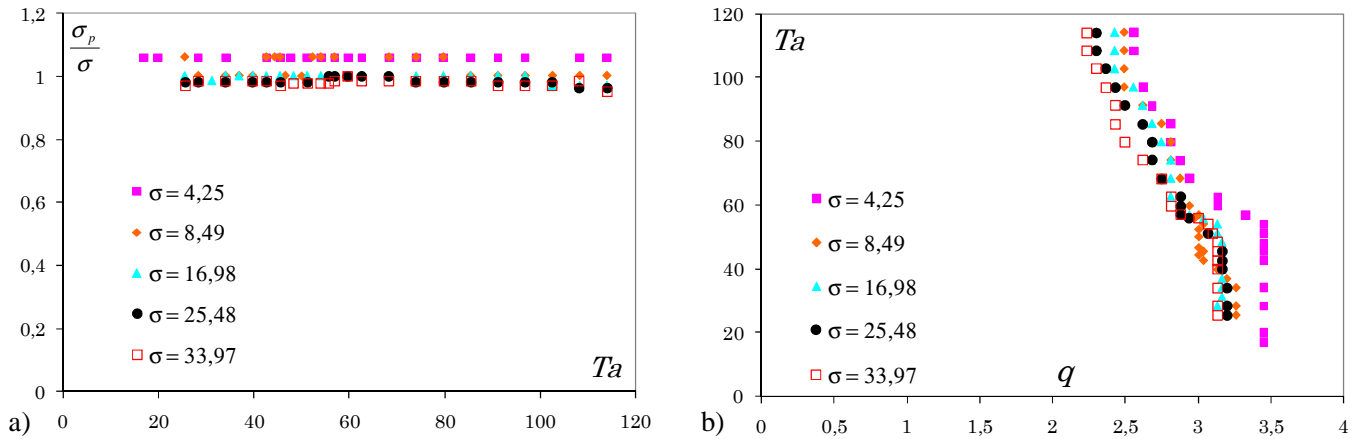 σp/σ
1,2
1
0,8
0,6
0,4
0,2
0
σ = 4,25
σ = 8,49
σ = 16,98
σ = 25,48
σ = 33,97
Ta
0 20 40 60 80 100 120
a)
Ta
120
100
80
60
40
20
0
σ = 4,25
σ = 8,49
σ = 16,98
σ = 25,48
σ = 33,97
q
0 0,5 1 1,5 2 2,5 3 3,5 4
b)